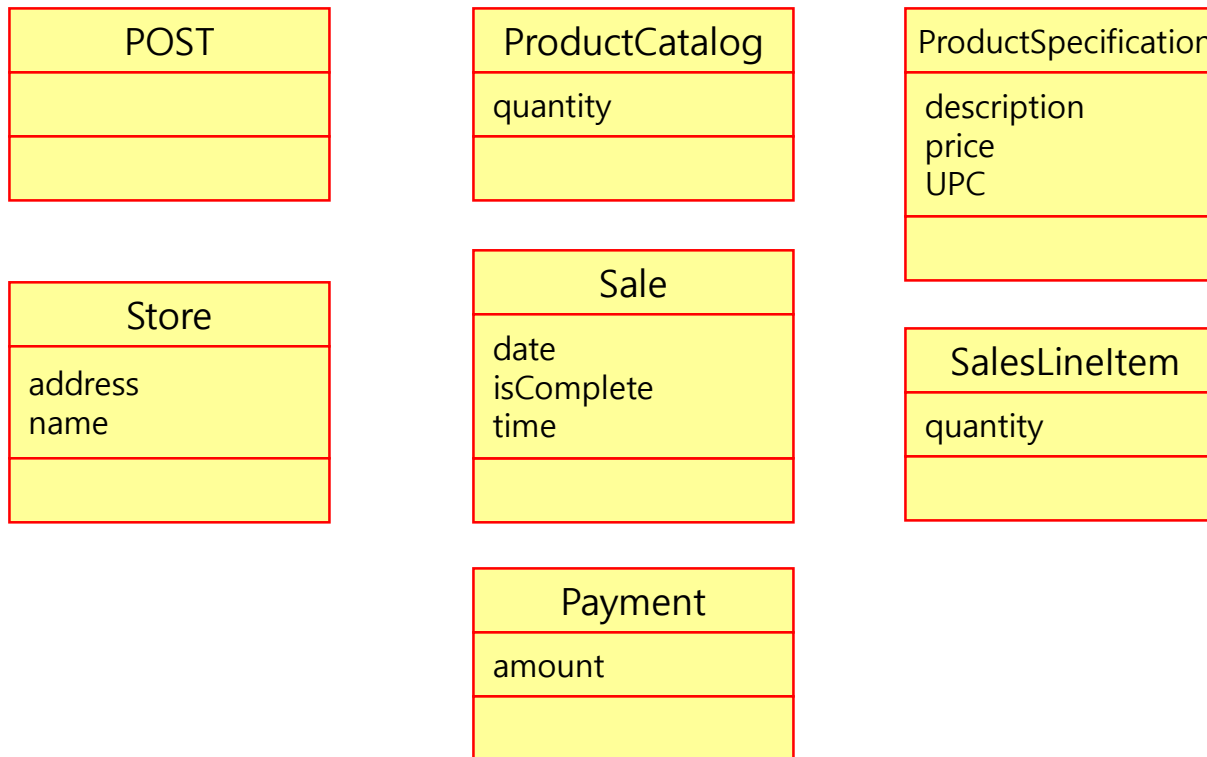 POST
ProductCatalog
quantity
ProductSpecification
description
price
UPC
Store
address
name
Sale
date
isComplete
time
SalesLineItem
quantity
Payment
amount